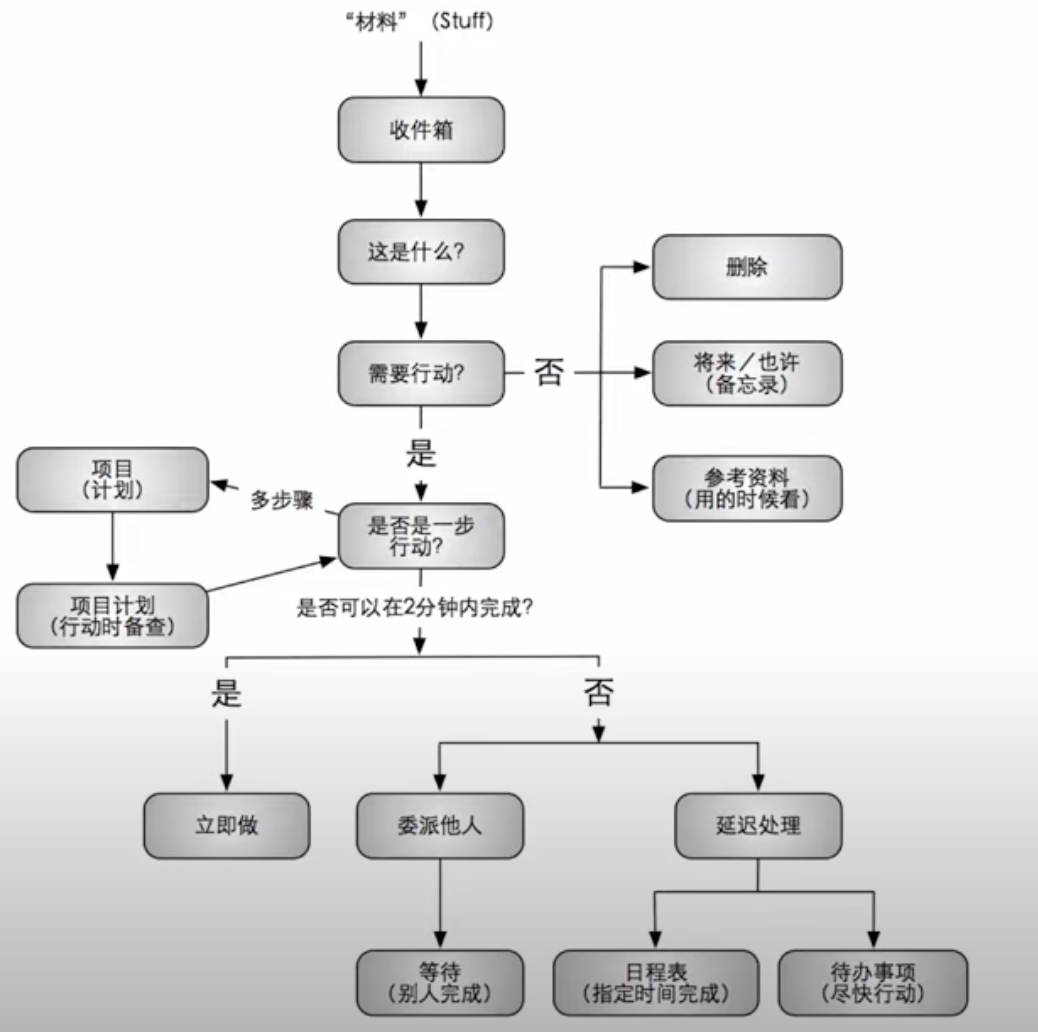 “材料” （Stuff）
收件箱
这是什么？
删除
需要行动？
否
将来／也许
（备忘录）
是
项目
（计划）
多步骤
参考资料
（用的时候看）
是否是一步
行动？
项目计划
（行动时备查）
是否可以在2分钟内完成？
是
否
立即做
委派他人
延迟处理
等待
（别人完成）
日程表
（指定时间完成）
待办事项
（尽快行动）